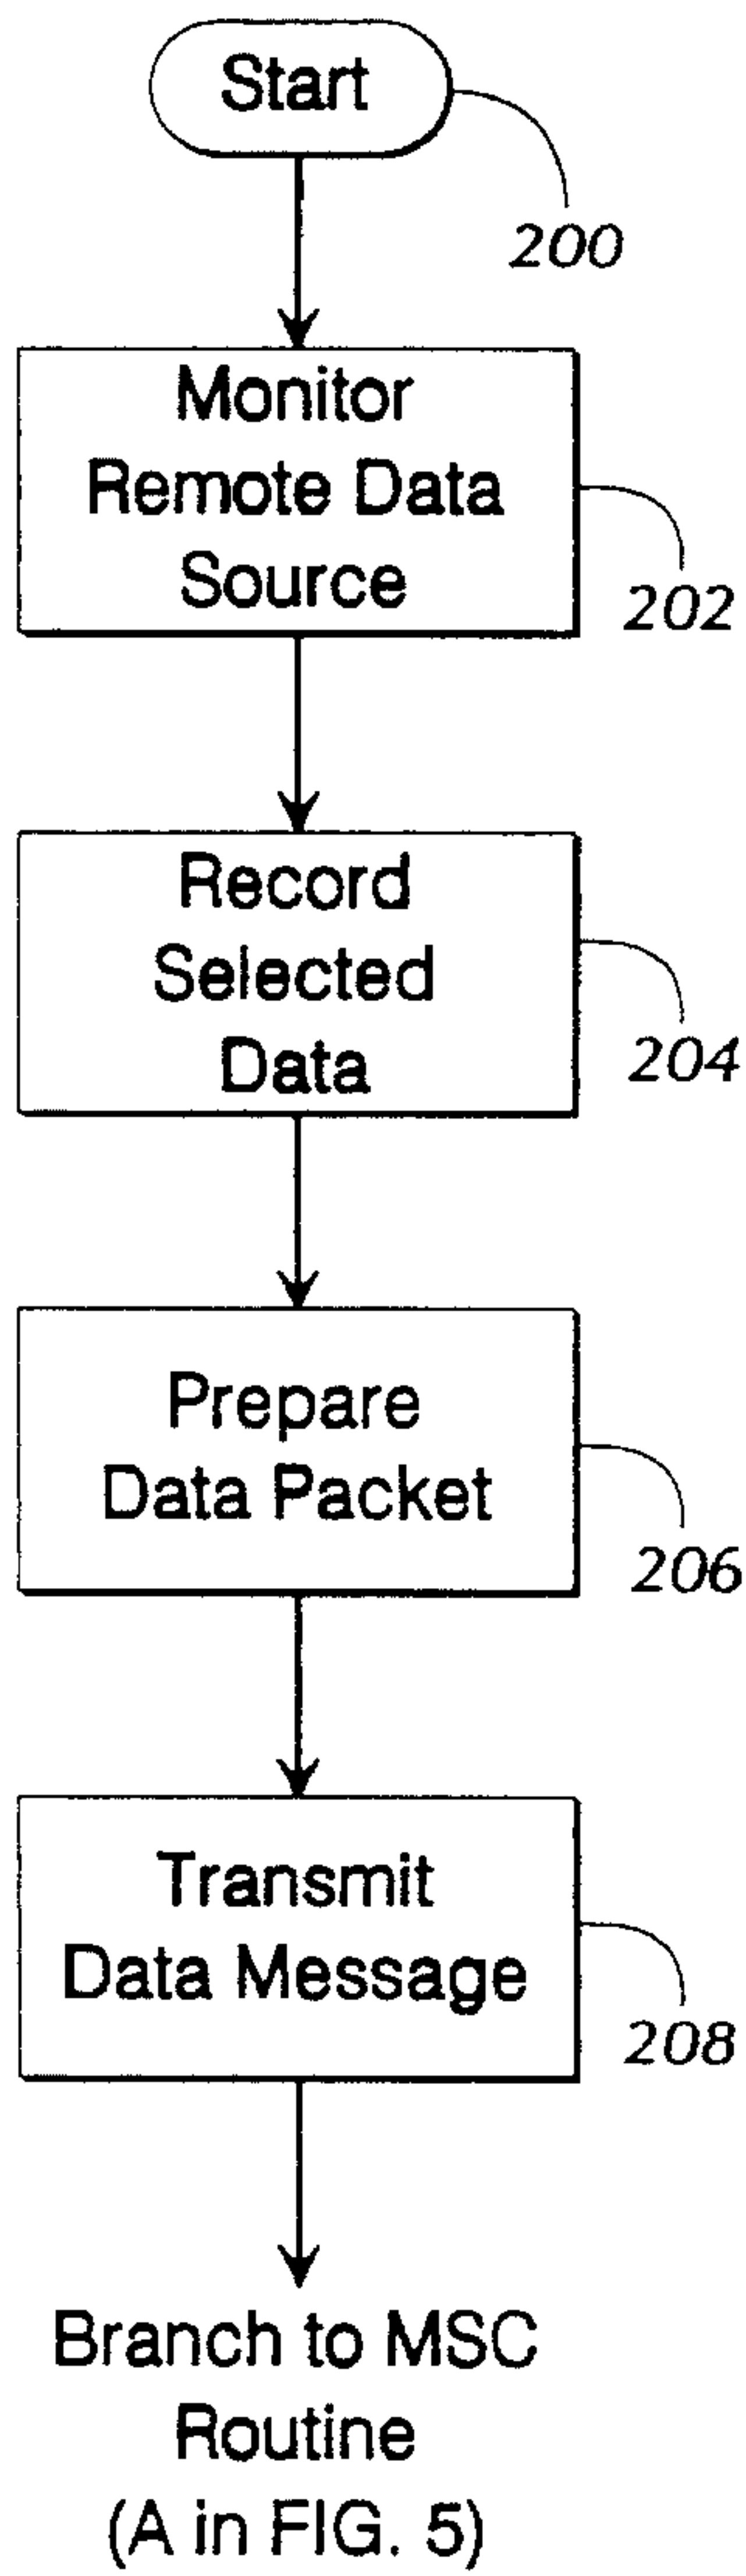 Start
200
Monitor
Remote Data
Source
202
Record
Selected
Data
204
Prepare
Data Packet
206
Transmit
Data Message
208
Branch to MSC
Routine
(A in FIG. 5)